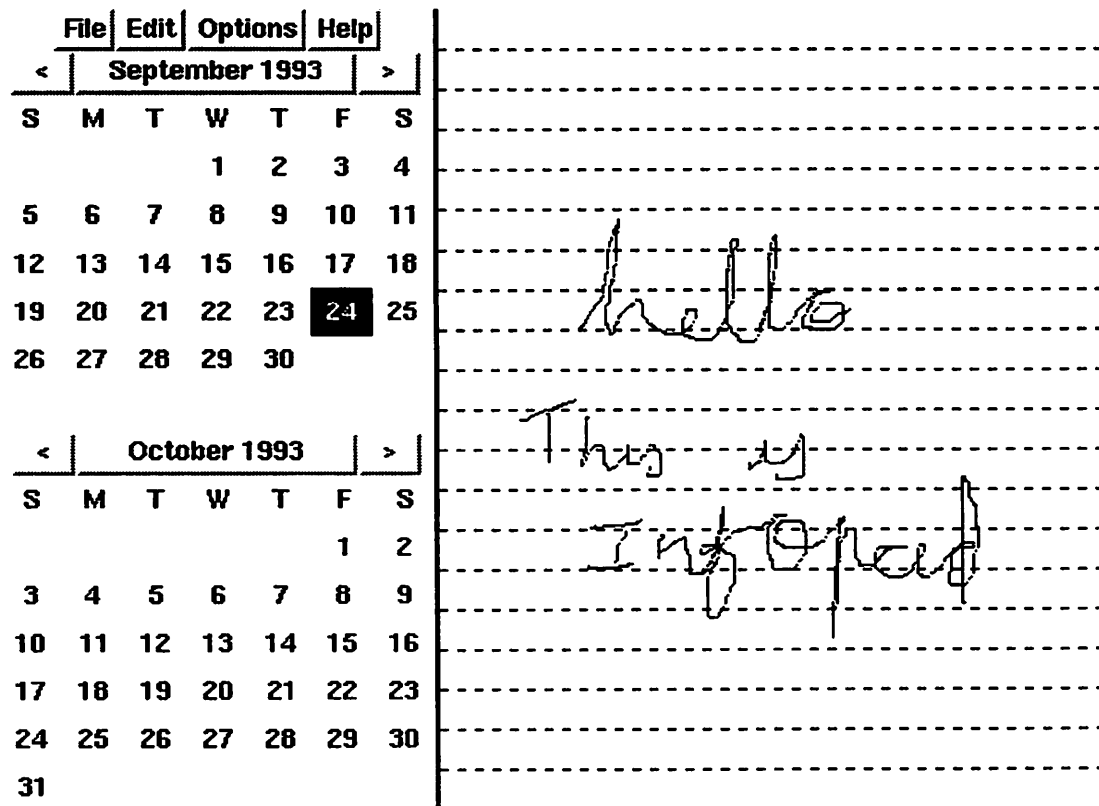 File Edit Options Help
< September 1993 >
S M T W T F S
1 2 3 4
5 6 7 8 9 10 11
12 13 14 15 16 17 18
19 20 21 22 23 24 25
26 27 28 29 30
< October 1993 >
S M T W T F S
1 2
3 4 5 6 7 8 9
10 11 12 13 14 15 16
17 18 19 20 21 22 23
24 25 26 27 28 29 30
31
hello
Infopad